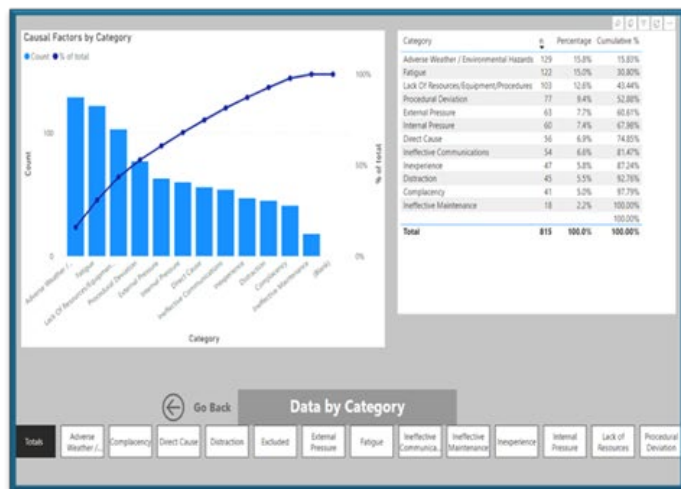 Causal Factors by Category
Count % of total
100%
100
50%
0
0%
Count
% of total
Adverse Weather /...
Fatigue
Lack Of Resources/Equipmen...
Procedural Deviation
External Pressure
Internal Pressure
Direct Cause
Ineffective Communications
Inexperience
Distraction
Complacency
Ineffective Maintenance
(Blank)
Category
Category n Percentage Cumulative %
Adverse Weather / Environmental Hazards 129 15.8% 15.83%
Fatigue 122 15.0% 30.80%
Lack Of Resources/Equipment/Procedures 103 12.6% 43.44%
Procedural Deviation 77 9.4% 52.88%
External Pressure 63 7.7% 60.61%
Internal Pressure 60 7.4% 67.98%
Direct Cause 56 6.9% 74.85%
Ineffective Communications 54 6.6% 81.47%
Inexperience 47 5.8% 87.24%
Distraction 45 5.5% 92.76%
Complacency 41 5.0% 97.79%
Ineffective Maintenance 18 2.2% 100.00%
100.00%
Total 815 100.0% 100.00%
Go Back
Data by Category
Totals
Adverse
Weather /...
Complacency
Direct Cause
Distraction
Excluded
External
Pressure
Fatigue
Ineffective
Communica...
Ineffective
Maintenance
Inexperience
Internal
Pressure
Lack of
Resources
Procedural
Deviation